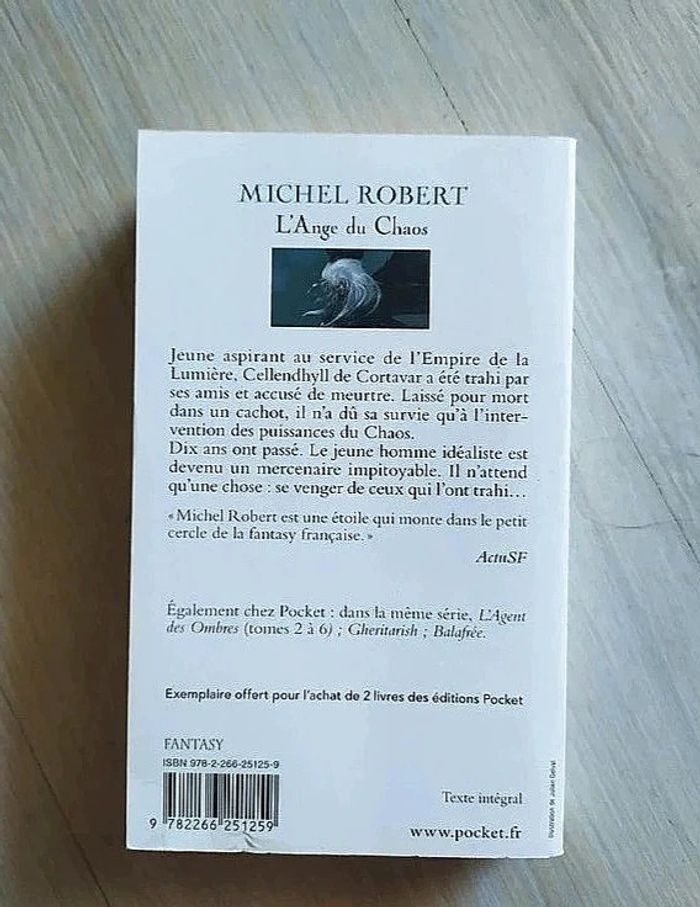 MICHEL ROBERT
L'Ange du Chaos
Jeune aspirant au service de l'Empire de la
Lumière, Cellendhyll de Cortavar a été trahi par
ses amis et accusé de meurtre. Laissé pour mort
dans un cachot, il n'a dû sa survie qu'à l'inter-
vention des puissances du Chaos.
Dix ans ont passé. Le jeune homme idéaliste est
devenu un mercenaire impitoyable. Il n'attend
qu'une chose : se venger de ceux qui l'ont trahi...
« Michel Robert est une étoile qui monte dans le petit
cercle de la fantasy française. »
ActuSF
Également chez Pocket : dans la même série, L'Agent
des Ombres (tomes 2 à 6) ; Gheritarish ; Balafrée.
Exemplaire offert pour l'achat de 2 livres des éditions Pocket
FANTASY
ISBN 978-2-266-25125-9
9 782266 251259
Texte intégral
www.pocket.fr
Illustration de Julien Delval